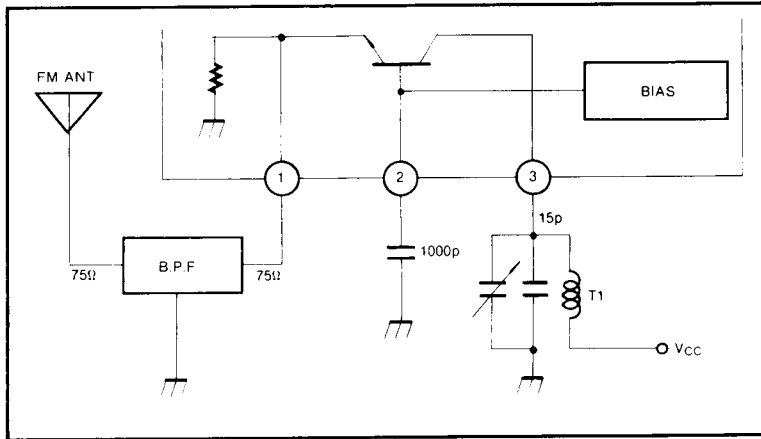 FM ANT
BIAS
1
2
3
15p
1000p
75Ω
B.P.F
75Ω
T1
VCC